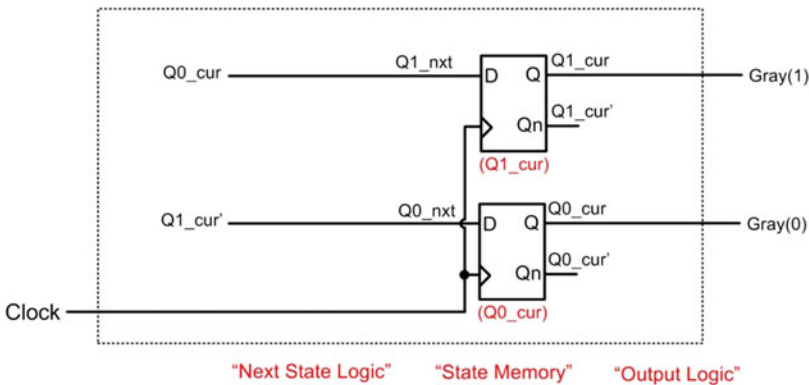 Q0_cur Q1_nxt D Q Q1_cur Gray(1)
Q1_cur’
Qn
(Q1_cur)
Q1_cur’ Q0_nxt D Q Q0_cur Gray(0)
Q0_cur’
Qn
Clock
(Q0_cur)
“Next State Logic” “State Memory” “Output Logic”